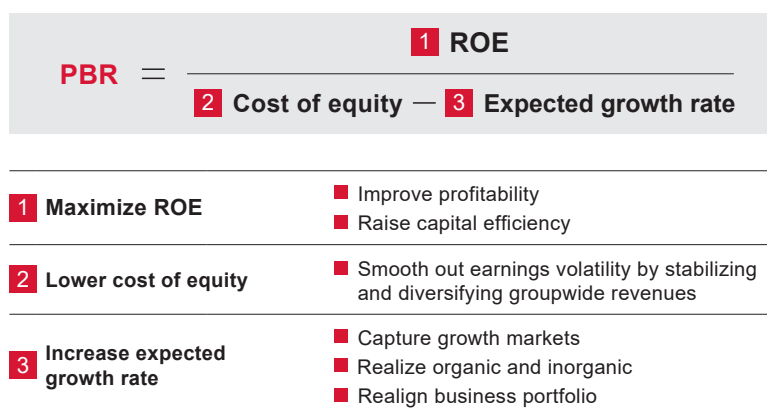 PBR = 1 ROE
2 Cost of equity — 3 Expected growth rate
1 Maximize ROE
Improve profitability
Raise capital efficiency
2 Lower cost of equity
Smooth out earnings volatility by stabilizing
and diversifying groupwide revenues
3 Increase expected
growth rate
Capture growth markets
Realize organic and inorganic
Realign business portfolio